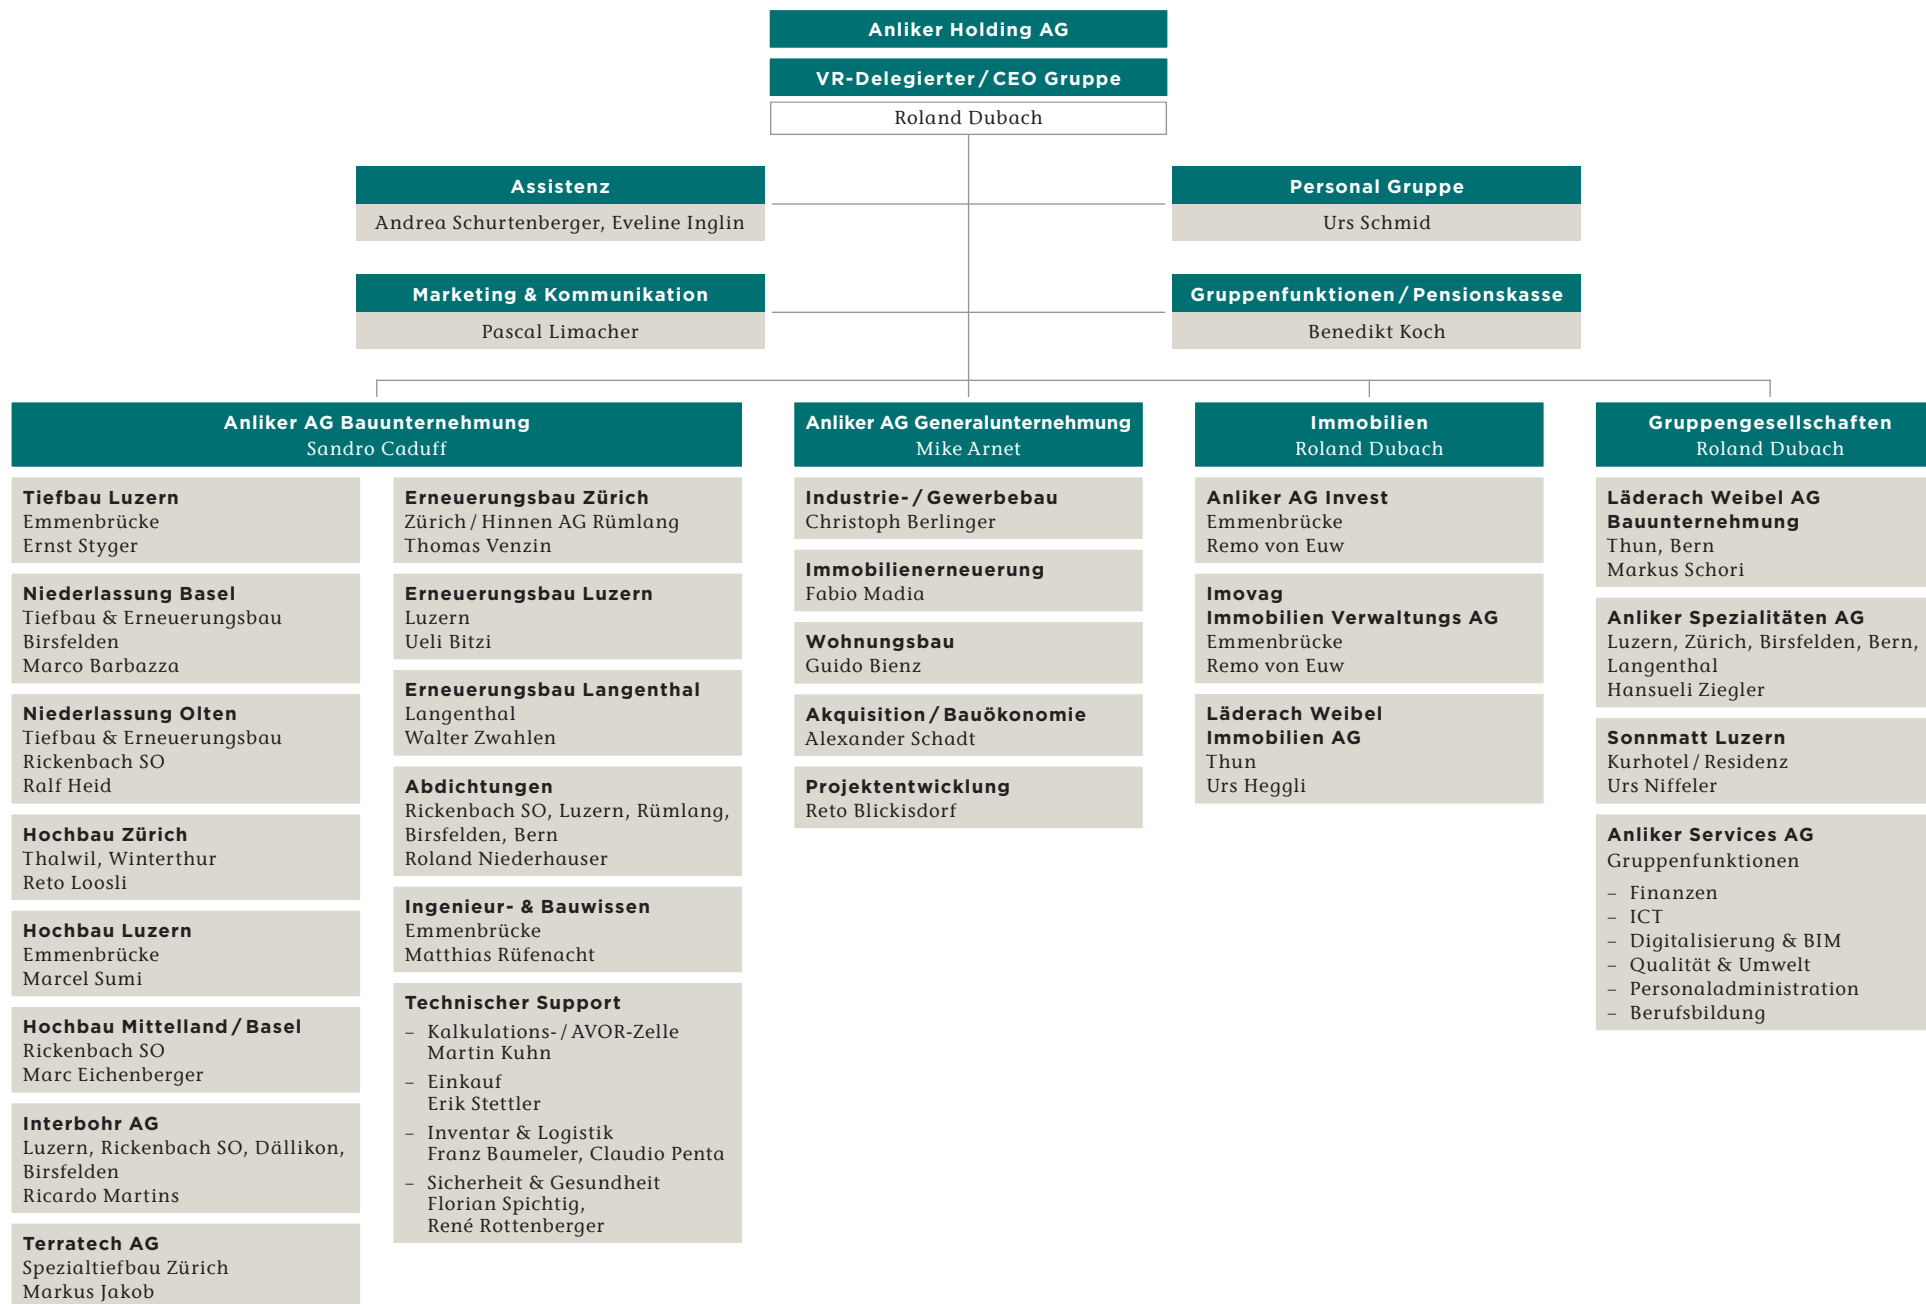 Anliker Holding AG
VR-Delegierter / CEO Gruppe
Roland Dubach
Assistenz
Andrea Schurtenberger, Eveline Inglin
Personal Gruppe
Urs Schmid
Marketing & Kommunikation
Pascal Limacher
Gruppenfunktionen / Pensionskasse
Benedikt Koch
Anliker AG Bauunternehmung
Sandro Caduff
Tiefbau Luzern
Emmenbrücke
Ernst Styger
Niederlassung Basel
Tiefbau & Erneuerungsbau
Birsfelden
Marco Barbazza
Niederlassung Olten
Tiefbau & Erneuerungsbau
Rickenbach SO
Ralf Heid
Hochbau Zürich
Thalwil, Winterthur
Reto Loosli
Hochbau Luzern
Emmenbrücke
Marcel Sumi
Hochbau Mittelland / Basel
Rickenbach SO
Marc Eichenberger
Interbohr AG
Luzern, Rickenbach SO, Dällikon,
Birsfelden
Ricardo Martins
Terratech AG
Spezialtiefbau Zürich
Markus Jakob
Erneuerungsbau Zürich
Zürich / Hinnen AG Rümlang
Thomas Venzin
Erneuerungsbau Luzern
Luzern
Ueli Bitzi
Erneuerungsbau Langenthal
Langenthal
Walter Zwahlen
Abdichtungen
Rickenbach SO, Luzern, Rümlang,
Birsfelden, Bern
Roland Niederhauser
Ingenieur- & Bauwissen
Emmenbrücke
Matthias Rüfenacht
Technischer Support
– Kalkulations- / AVOR-Zelle
Martin Kuhn
– Einkauf
Erik Stettler
– Inventar & Logistik
Franz Baumeler, Claudio Penta
– Sicherheit & Gesundheit
Florian Spichtig,
René Rottenberger
Anliker AG Generalunternehmung
Mike Arnet
Industrie- / Gewerbebau
Christoph Berlinger
Immobilienerneuerung
Fabio Madia
Wohnungsbau
Guido Bienz
Akquisition / Bauökonomie
Alexander Schadt
Projektentwicklung
Reto Blickisdorf
Immobilien
Roland Dubach
Anliker AG Invest
Emmenbrücke
Remo von Euw
Imovag
Immobilien Verwaltungs AG
Emmenbrücke
Remo von Euw
Läderach Weibel
Immobilien AG
Thun
Urs Heggli
Gruppengesellschaften
Roland Dubach
Läderach Weibel AG
Bauunternehmung
Thun, Bern
Markus Schori
Anliker Spezialitäten AG
Luzern, Zürich, Birsfelden, Bern,
Langenthal
Hansueli Ziegler
Sonnmatt Luzern
Kurhotel / Residenz
Urs Niffeler
Anliker Services AG
Gruppenfunktionen
– Finanzen
– ICT
– Digitalisierung & BIM
– Qualität & Umwelt
– Personaladministration
– Berufsbildung